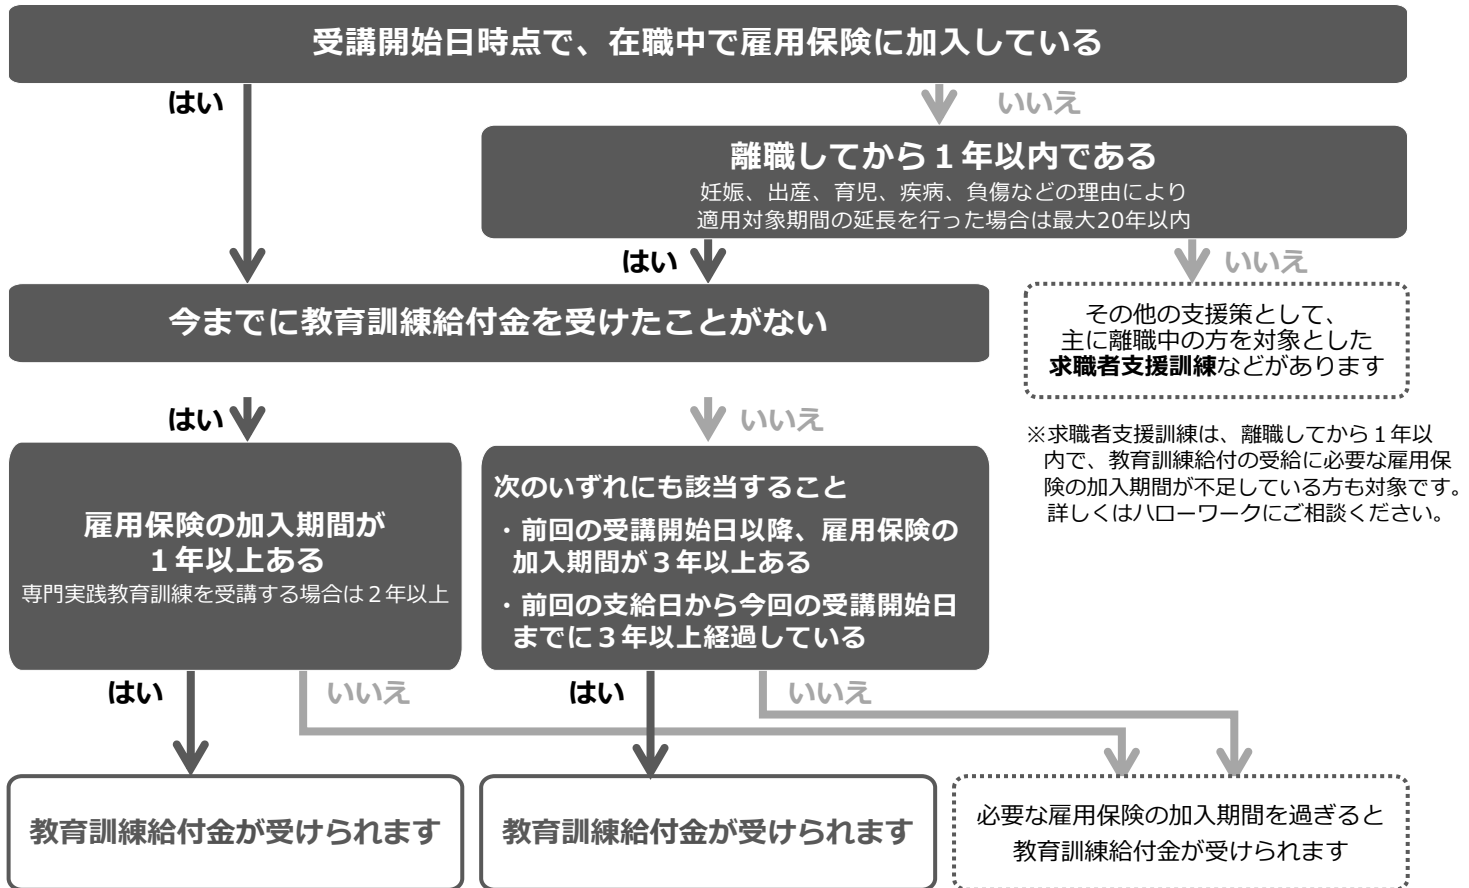 受講開始日時点で、在職中で雇用保険に加入している
はい
いいえ
離職してから１年以内である
妊娠、出産、育児、疾病、負傷などの理由により
適用対象期間の延長を行った場合は最大20年以内
はい
いいえ
今までに教育訓練給付金を受けたことがない
その他の支援策として、
主に離職中の方を対象とした
求職者支援訓練などがあります
はい
いいえ
※求職者支援訓練は、離職してから１年以
内で、教育訓練給付の受給に必要な雇用保
険の加入期間が不足している方も対象です。
詳しくはハローワークにご相談ください。
雇用保険の加入期間が
１年以上ある
専門実践教育訓練を受講する場合は２年以上
次のいずれにも該当すること
・前回の受講開始日以降、雇用保険の
加入期間が３年以上ある
・前回の支給日から今回の受講開始日
までに３年以上経過している
はい
いいえ
はい
いいえ
教育訓練給付金が受けられます
教育訓練給付金が受けられます
必要な雇用保険の加入期間を過ぎると
教育訓練給付金が受けられます